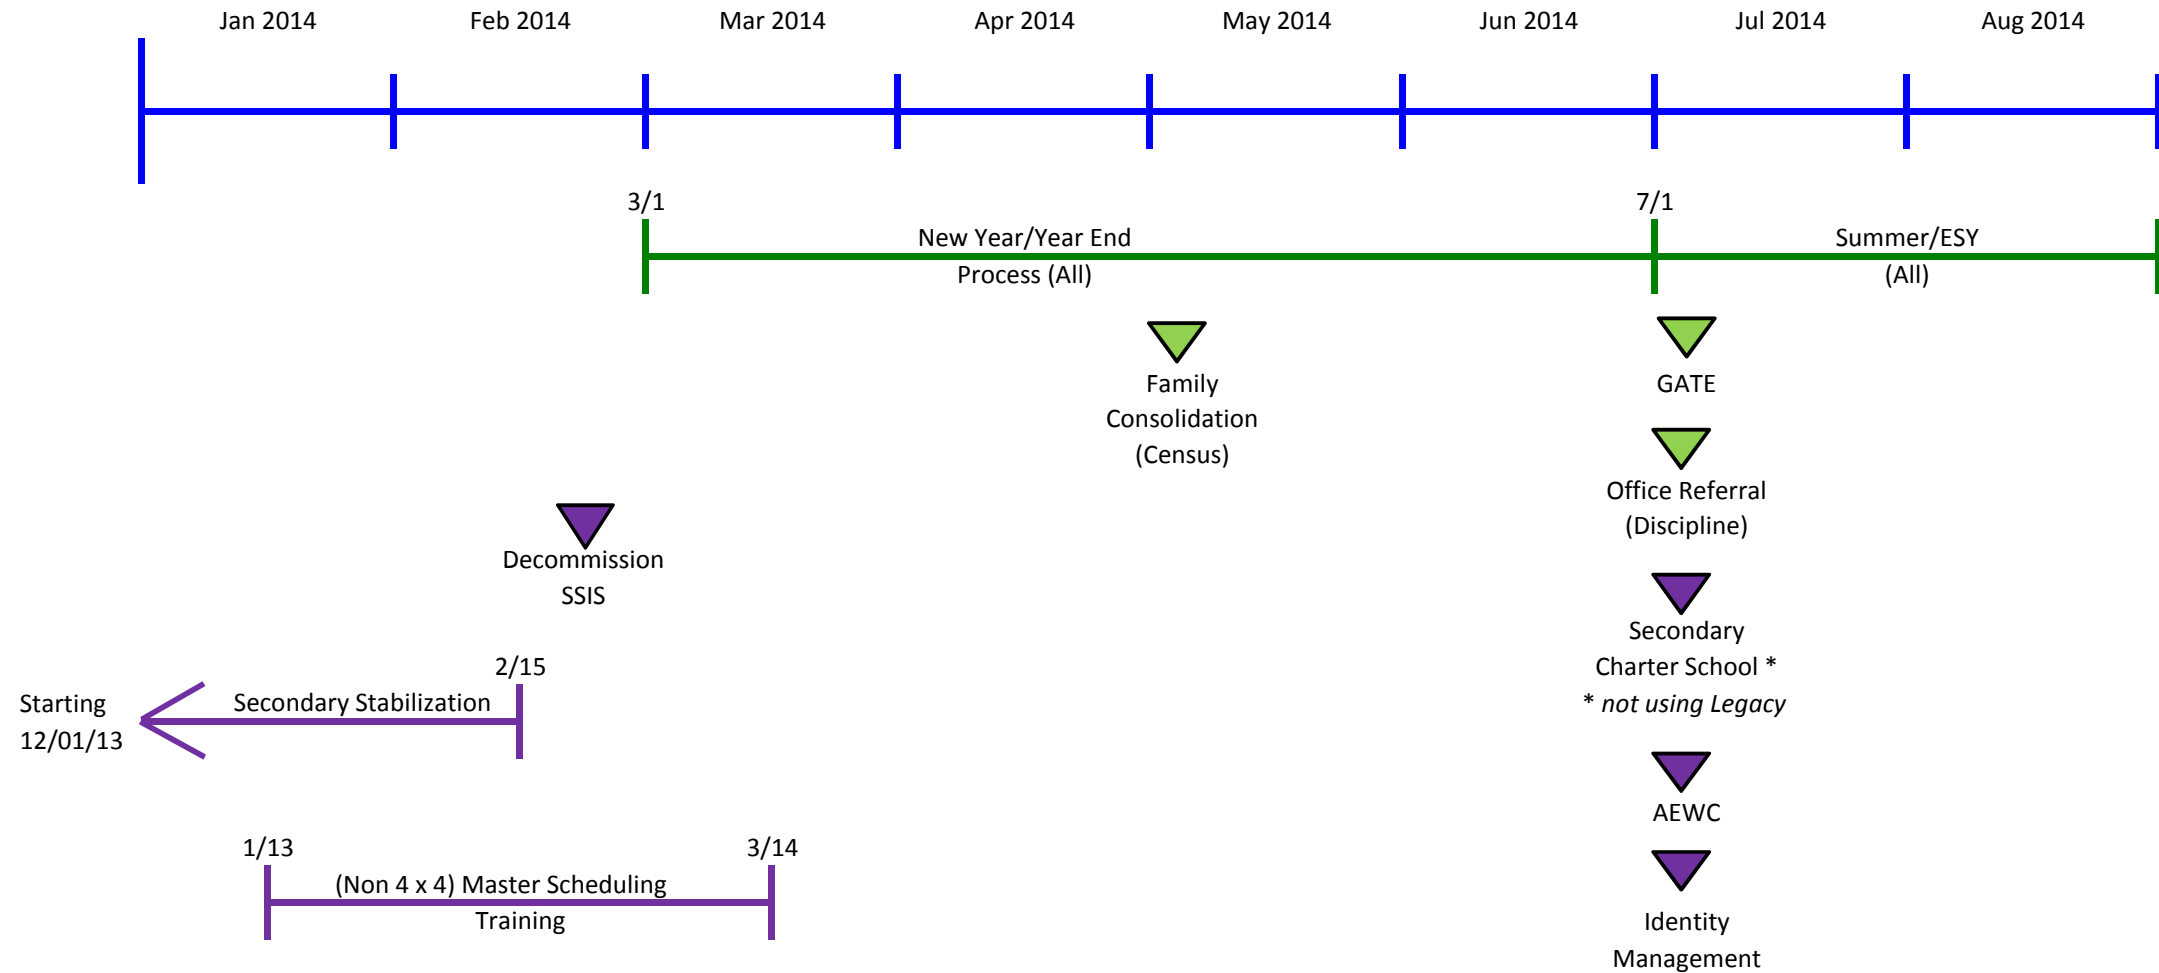 Jan 2014
Feb 2014
Mar 2014
Apr 2014
May 2014
Jun 2014
Jul 2014
Aug 2014
3/1
7/1
New Year/Year End
Process (All)
Summer/ESY
(All)
Family
Consolidation
(Census)
GATE
Office Referral
(Discipline)
Decommission
SSIS
Secondary
Charter School *
* not using Legacy
2/15
Starting
12/01/13
Secondary Stabilization
AEWC
1/13
3/14
(Non 4 x 4) Master Scheduling
Training
Identity
Management